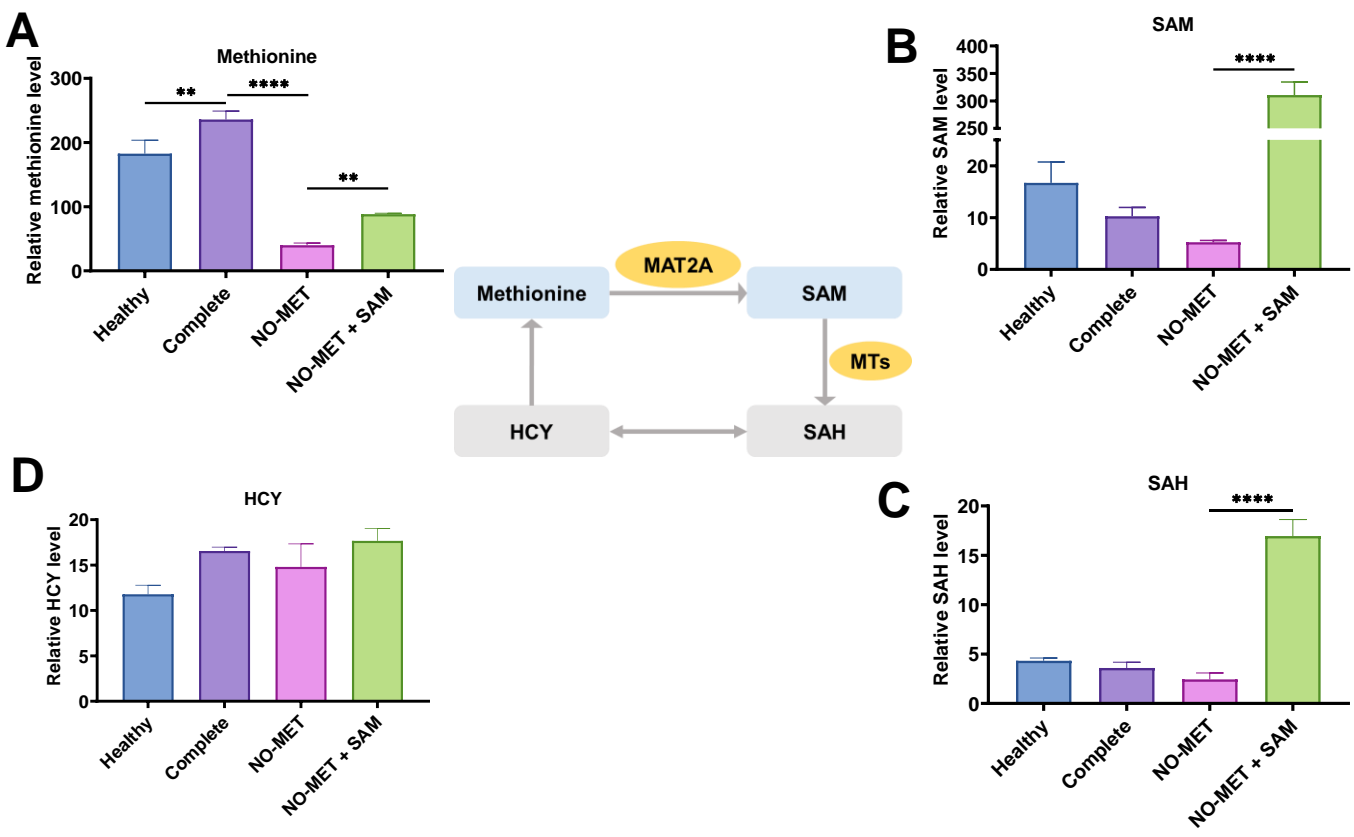 A
Methionine
Relative methionine level
300
200
100
0
**
****
**
Healthy
Complete
NO-MET
NO-MET + SAM
B
SAM
Relative SAM level
400
350
300
250
20
10
0
****
Healthy
Complete
NO-MET
NO-MET + SAM
Methionine
MAT2A
SAM
MTs
HCY
SAH
D
HCY
Relative HCY level
20
15
10
5
0
Healthy
Complete
NO-MET
NO-MET + SAM
C
SAH
Relative SAH level
20
15
10
5
0
****
Healthy
Complete
NO-MET
NO-MET + SAM